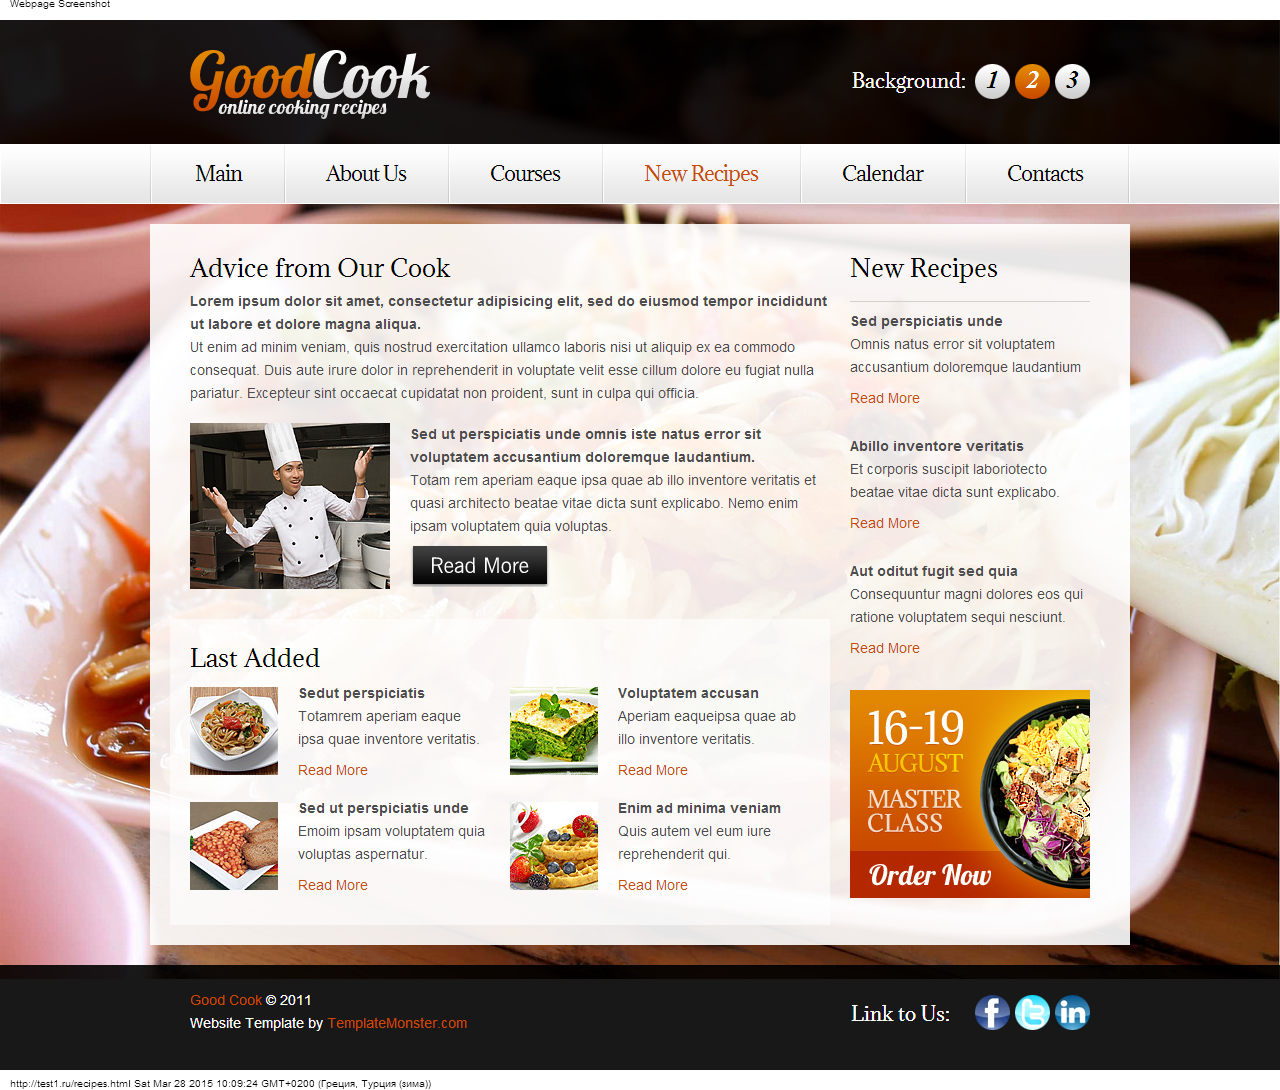 Webpage Screenshot
GoodCook
online cooking recipes
Background: 1 2 3
Main About Us Courses New Recipes Calendar Contacts
Advice from Our Cook
Lorem ipsum dolor sit amet, consectetur adipisicing elit, sed do eiusmod tempor incididunt
ut labore et dolore magna aliqua.
Ut enim ad minim veniam, quis nostrud exercitation ullamco laboris nisi ut aliquip ex ea commodo
consequat. Duis aute irure dolor in reprehenderit in voluptate velit esse cillum dolore eu fugiat nulla
pariatur. Excepteur sint occaecat cupidatat non proident, sunt in culpa qui officia.
Sed ut perspiciatis unde omnis iste natus error sit
voluptatem accusantium doloremque laudantium.
Totam rem aperiam eaque ipsa quae ab illo inventore veritatis et
quasi architecto beatae vitae dicta sunt explicabo. Nemo enim
ipsam voluptatem quia voluptas.
Read More
Last Added
Sedut perspiciatis
Totamrem aperiam eaque
ipsa quae inventore veritatis.
Read More
Voluptatem accusan
Aperiam eaqueipsa quae ab
illo inventore veritatis.
Read More
Sed ut perspiciatis unde
Emoim ipsam voluptatem quia
voluptas aspernatur.
Read More
Enim ad minima veniam
Quis autem vel eum iure
reprehenderit qui.
Read More
New Recipes
Sed perspiciatis unde
Omnis natus error sit voluptatem
accusantium doloremque laudantium
Read More
Abillo inventore veritatis
Et corporis suscipit laboriotecto
beatae vitae dicta sunt explicabo.
Read More
Aut oditut fugit sed quia
Consequuntur magni dolores eos qui
ratione voluptatem sequi nesciunt.
Read More
16-19
AUGUST
MASTER
CLASS
Order Now
Good Cook © 2011
Website Template by TemplateMonster.com
Link to Us: f t in
http://test1.ru/recipes.html Sat Mar 28 2015 10:09:24 GMT+0200 (Греция, Турция (зима))